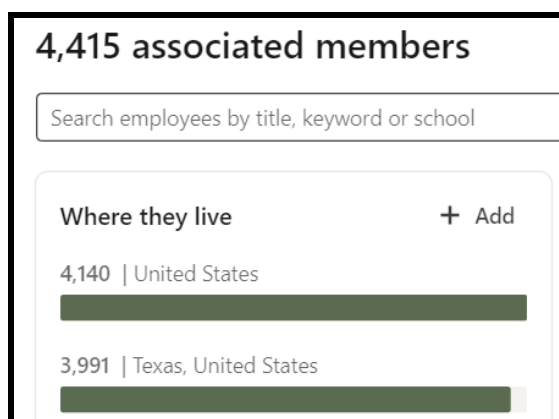 4,415 associated members
Search employees by title, keyword or school
Where they live + Add
4,140 | United States
3,991 | Texas, United States